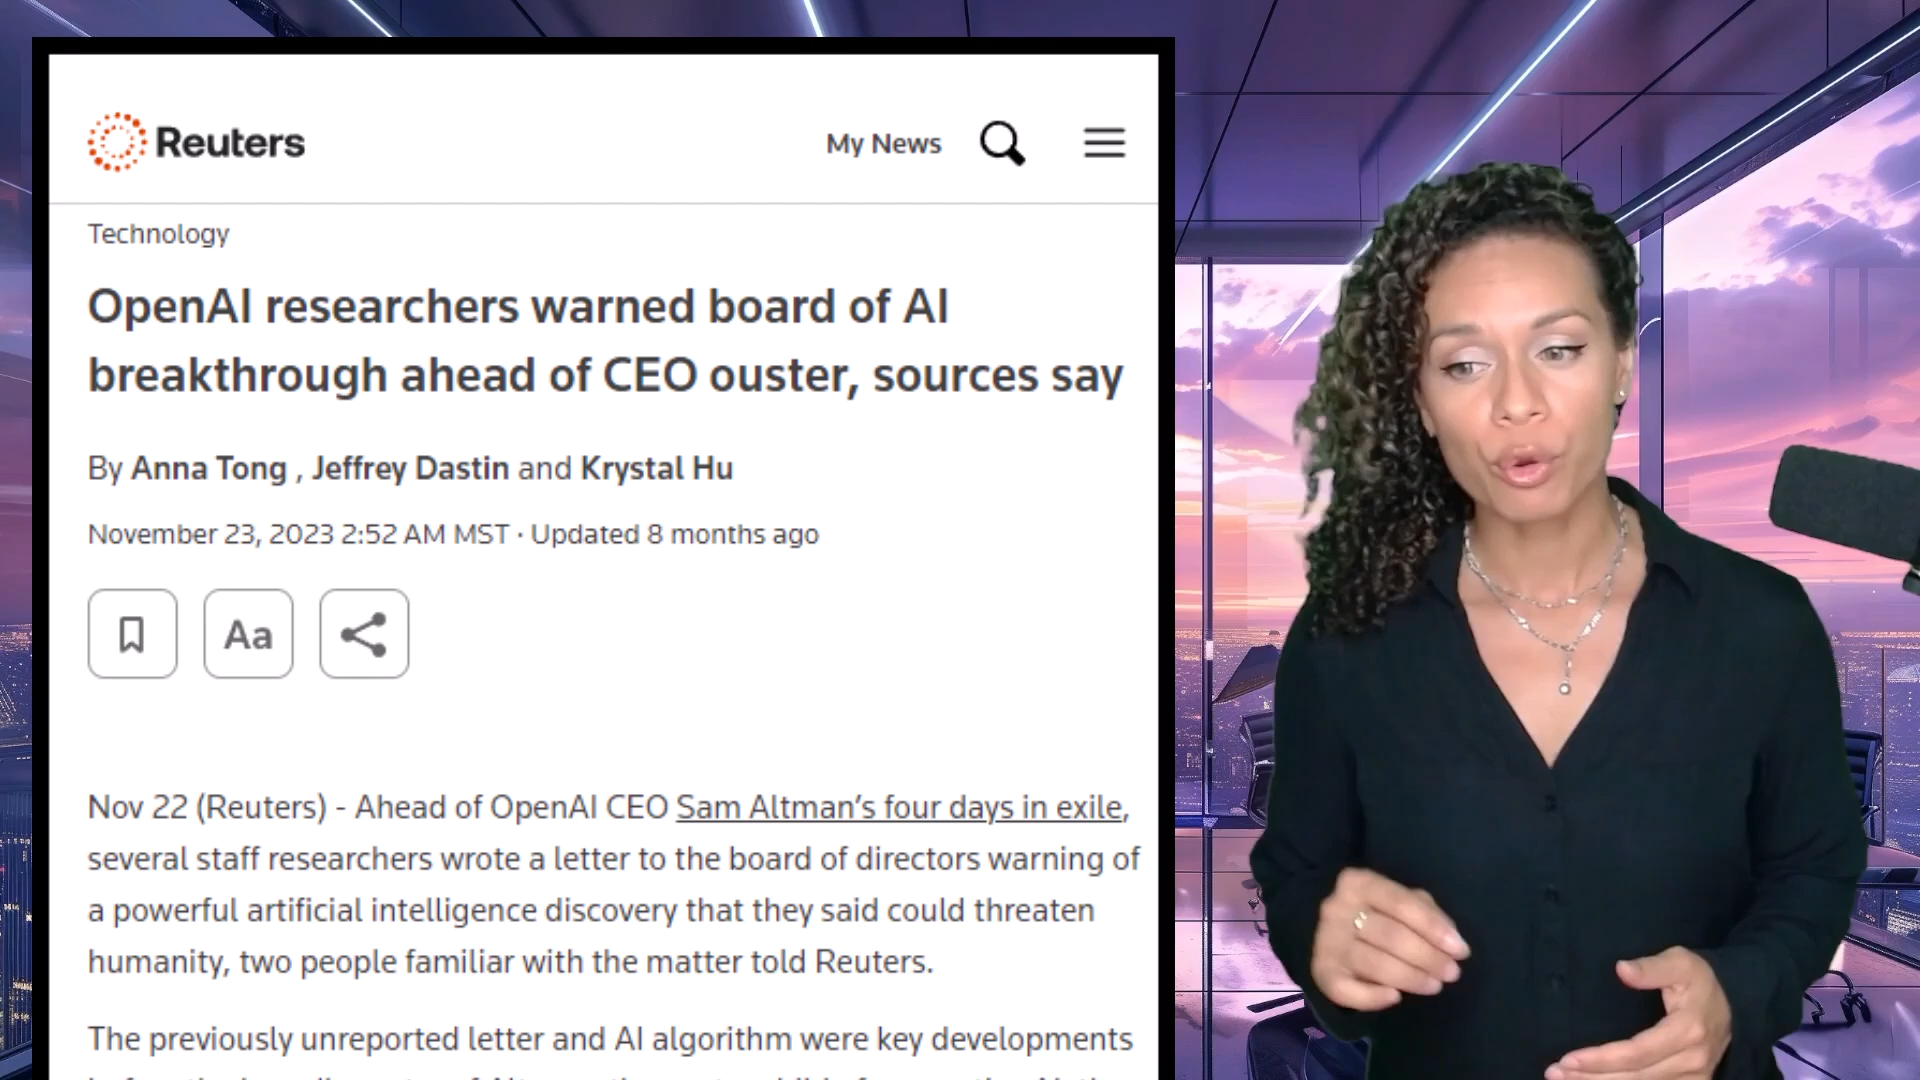 Reuters
My News
Technology
OpenAI researchers warned board of AI
breakthrough ahead of CEO ouster, sources say
By Anna Tong , Jeffrey Dastin and Krystal Hu
November 23, 2023 2:52 AM MST · Updated 8 months ago
Aa
Nov 22 (Reuters) - Ahead of OpenAI CEO Sam Altman’s four days in exile,
several staff researchers wrote a letter to the board of directors warning of
a powerful artificial intelligence discovery that they said could threaten
humanity, two people familiar with the matter told Reuters.
The previously unreported letter and AI algorithm were key developments